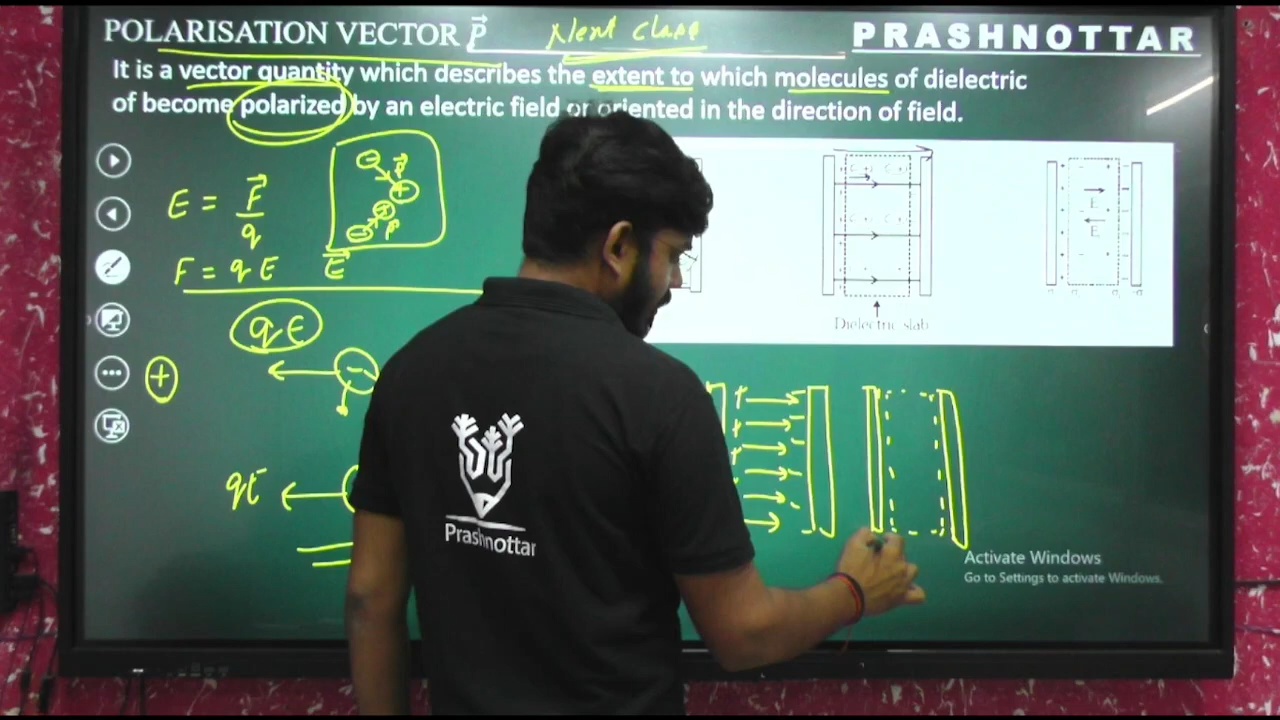 POLARISATION VECTOR P⃗ Next Class
PRASHNOTTAR
It is a vector quantity which describes the extent to which molecules of dielectric
of become polarized by an electric field or oriented in the direction of field.
E = F⃗/q
F = qE
E⃗
P⃗
P⃗
qE
+
qE
Dielectric slab
E
E
Prashnottar
Activate Windows
Go to Settings to activate Windows.